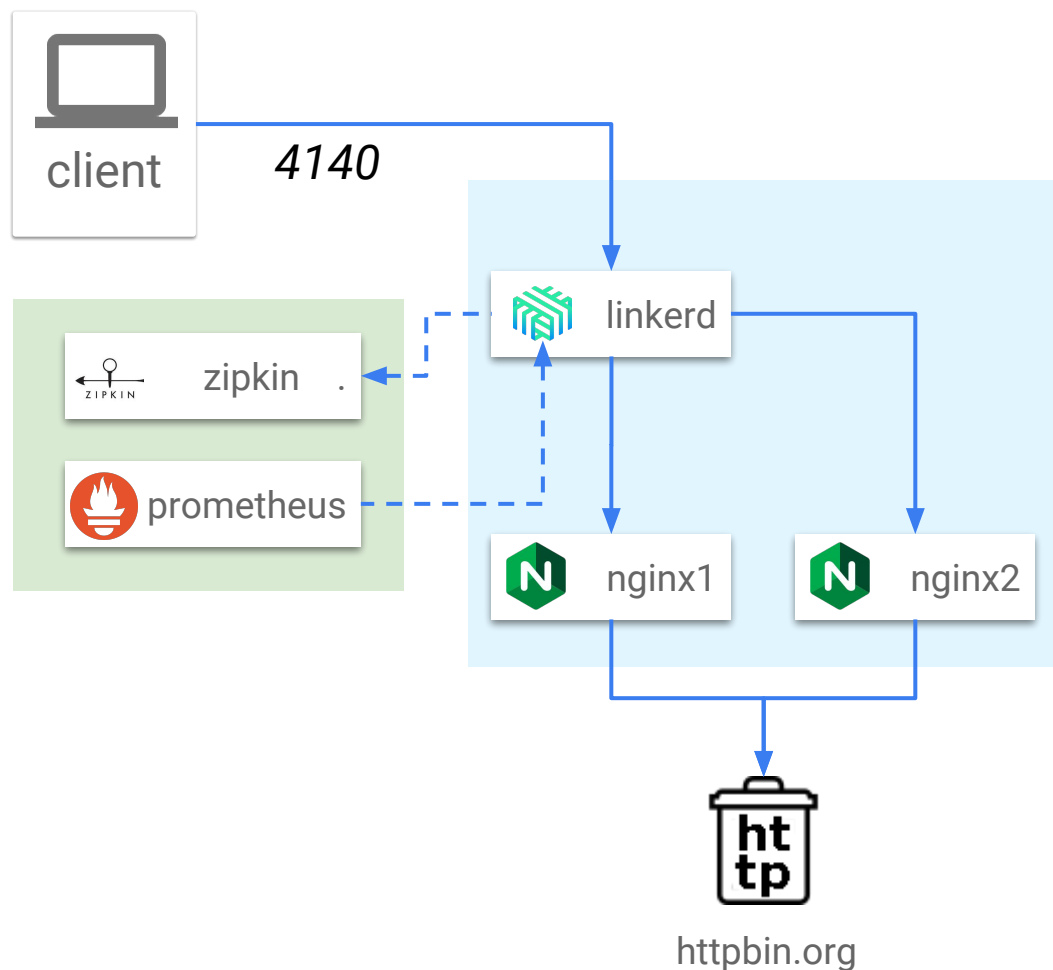 client
4140
linkerd
ZIPKIN
zipkin .
prometheus
N
nginx1
N
nginx2
ht
tp
httpbin.org